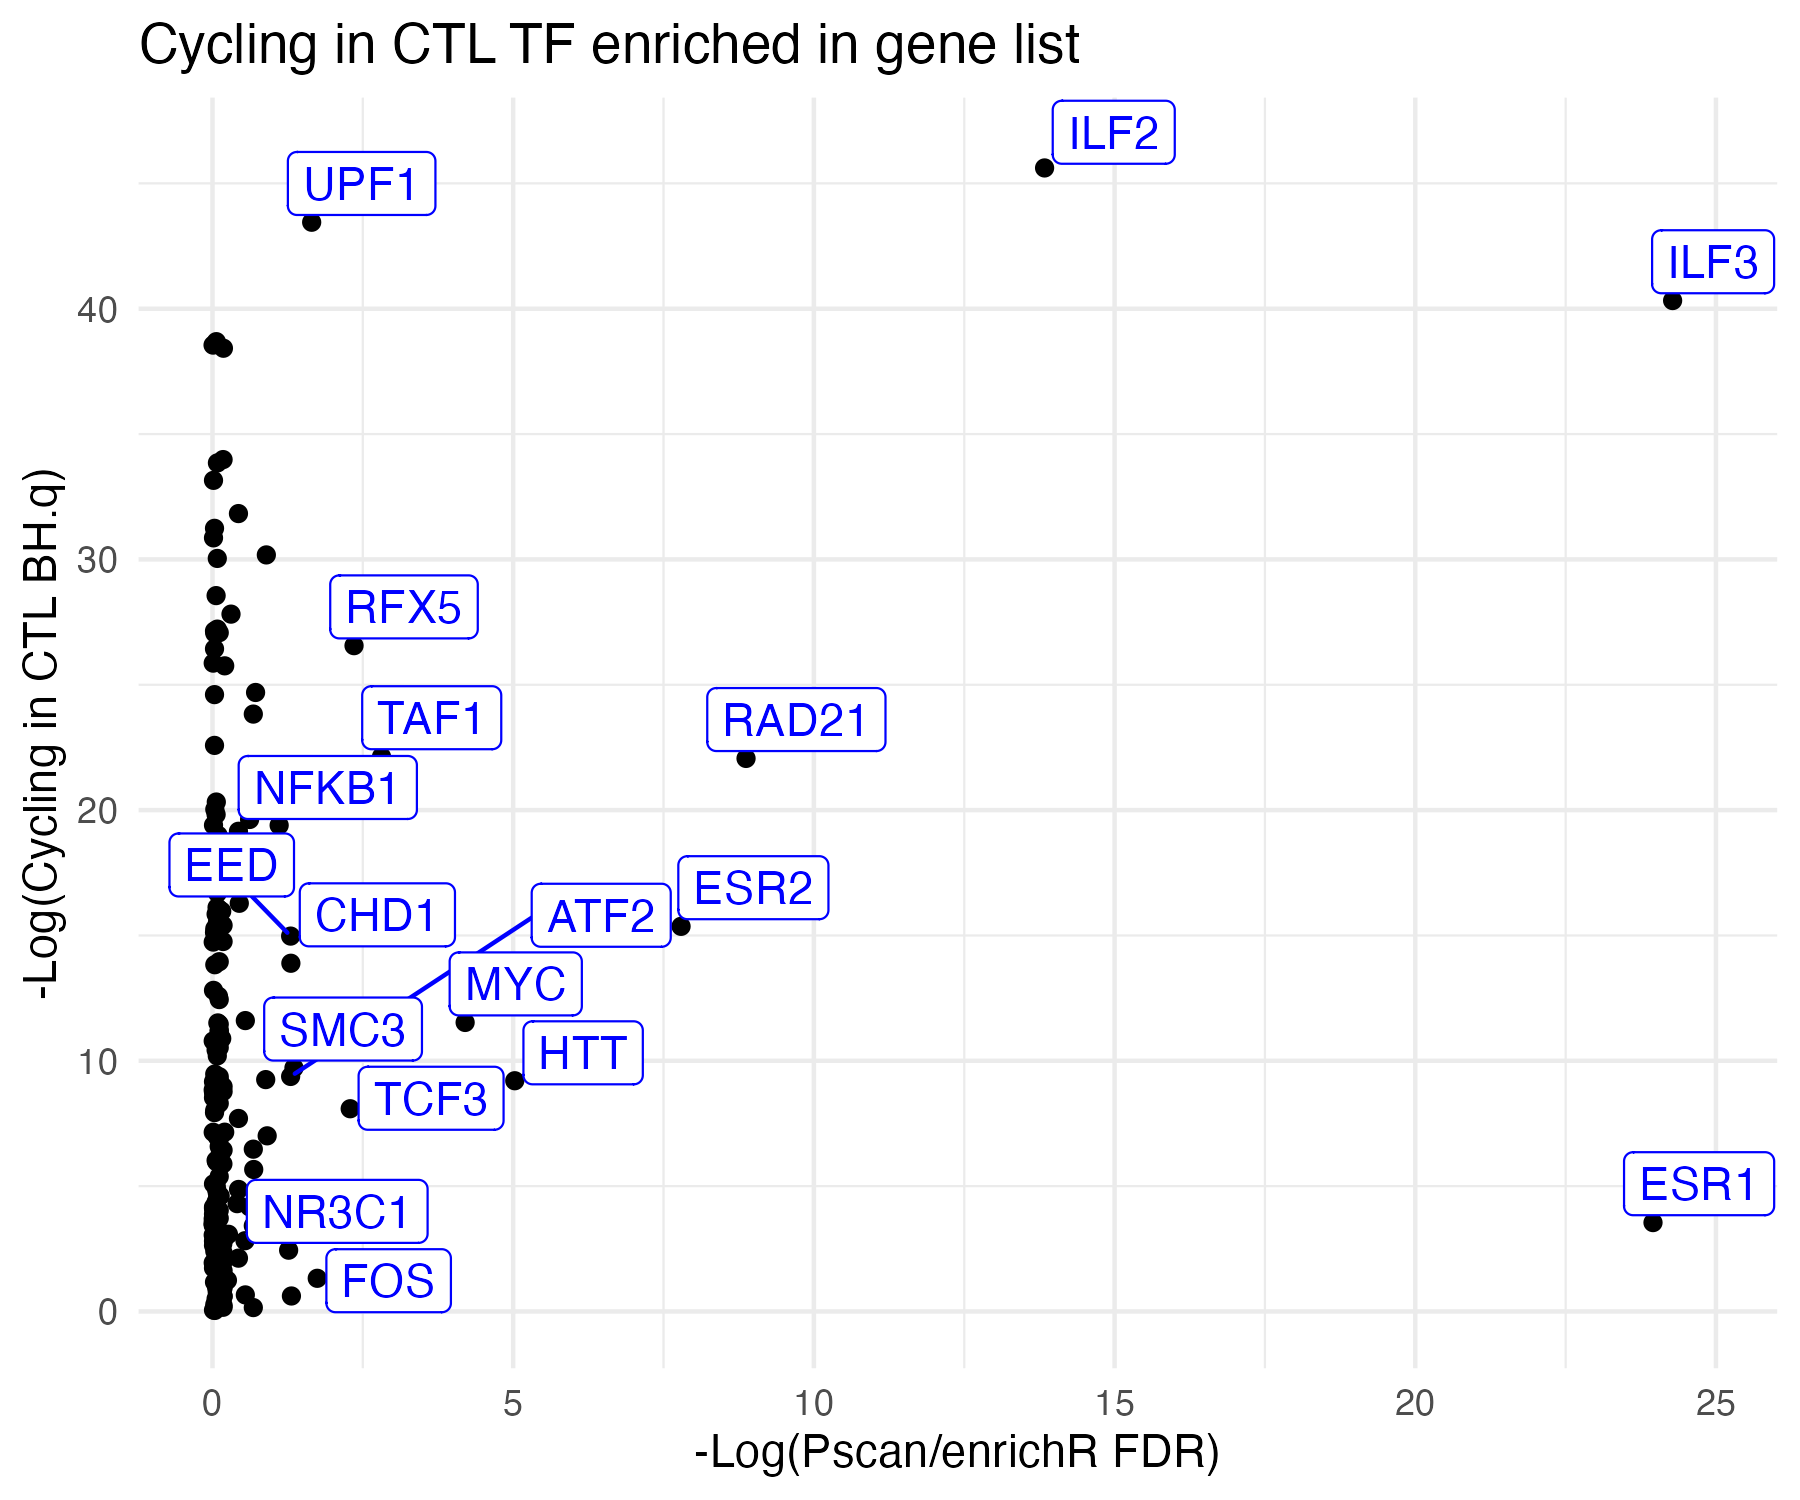 Cycling in CTL TF enriched in gene list
ILF2
UPF1
ILF3
40
RFX5
30
TAF1
RAD21
NFKB1
20
EED
ESR2
CHD1
ATF2
MYC
SMC3
HTT
10
TCF3
ESR1
NR3C1
FOS
0
-Log(Cycling in CTL BH.q)
0 5 10 15 20 25
-Log(Pscan/enrichR FDR)